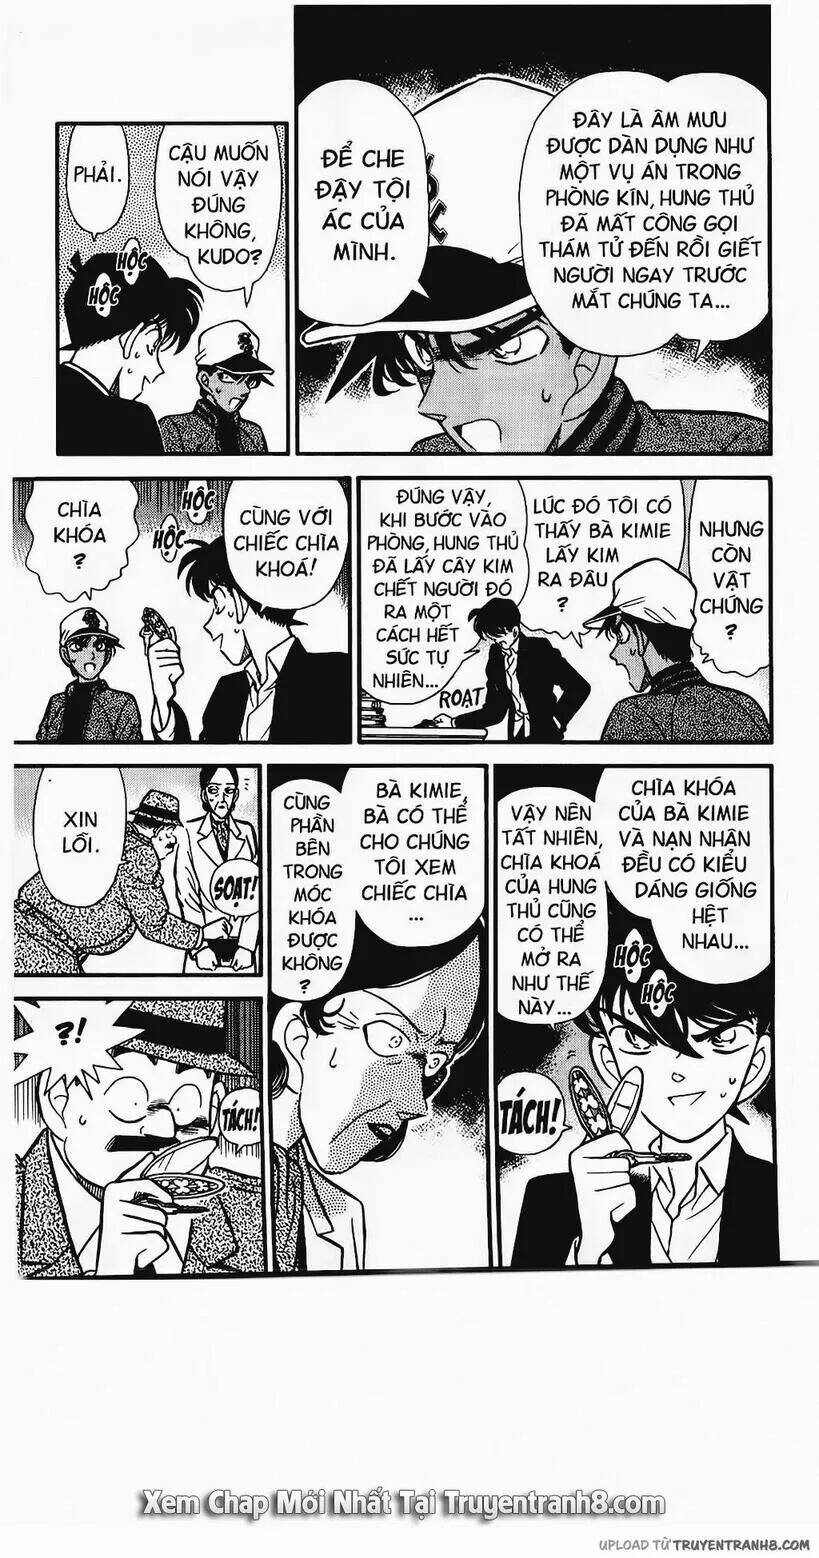 ĐÂY LÀ ÂM MƯU
ĐƯỢC DÀN DỰNG NHƯ
MỘT VỤ ÁN TRONG
PHÒNG KÍN, HUNG THỦ
ĐÃ MẤT CÔNG GỌI
THÁM TỬ ĐẾN RỒI GIẾT
NGƯỜI NGAY TRƯỚC
MẮT CHÚNG TA...
ĐỂ CHE
ĐẬY TỘI
ÁC CỦA
MÌNH.
CẬU MUỐN
NÓI VẬY
ĐÚNG
KHÔNG,
KUDO?
PHẢI.
HỘC
HỘC
NHƯNG
CÒN
VẬT
CHỨNG
?
LÚC ĐÓ TÔI CÓ
THẤY BÀ KIMIE
LẤY KIM
RA ĐÂU
?
ĐÚNG VẬY,
KHI BƯỚC VÀO
PHÒNG, HUNG THỦ
ĐÃ LẤY CÂY KIM
CHẾT NGƯỜI ĐÓ
RA MỘT
CÁCH HẾT
SỨC TỰ
NHIÊN...
ROẠT
CÙNG VỚI
CHIẾC CHÌA
KHOÁ!
HỘC
HỘC
CHÌA
KHÓA
?
CHÌA KHÓA
CỦA BÀ KIMIE
VÀ NẠN NHÂN
ĐỀU CÓ KIỂU
DÁNG GIỐNG
HỆT
NHAU...
VẬY NÊN
TẤT NHIÊN,
CHÌA KHOÁ
CỦA HUNG
THỦ CŨNG
CÓ THỂ
MỞ RA
NHƯ THẾ
NÀY...
HỘC
HỘC
TÁCH!
BÀ KIMIE,
BÀ CÓ THỂ
CHO CHÚNG
TÔI XEM
CHIẾC CHÌA
...
CÙNG
PHẦN
BÊN
TRONG
MÓC
KHÓA
ĐƯỢC
KHÔNG
?
XIN
LỖI.
SOẠT!
?!
TÁCH!
Xem Chap Mới Nhất Tại Truyentranh8.com
UPLOAD TỪ TRUYENTRANH8.COM